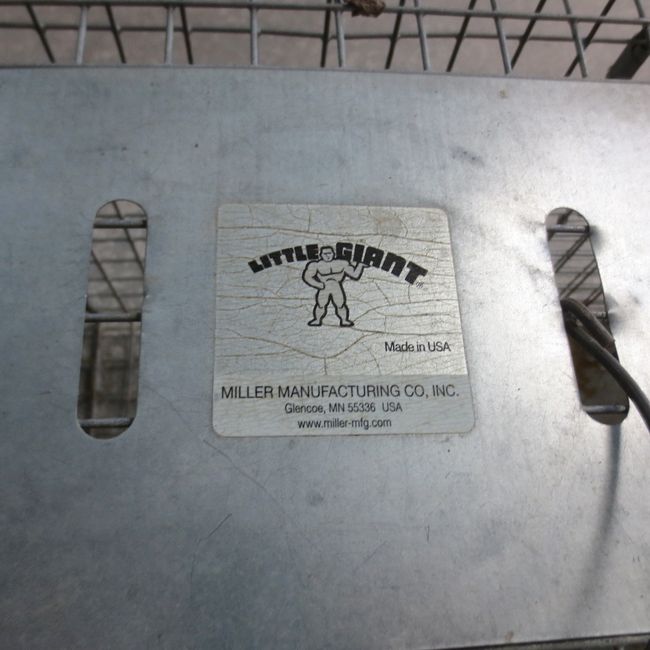 LITTLE GIANT
Made in USA
MILLER MANUFACTURING CO, INC.
Glencoe, MN 55336 USA
www.miller-mfg.com